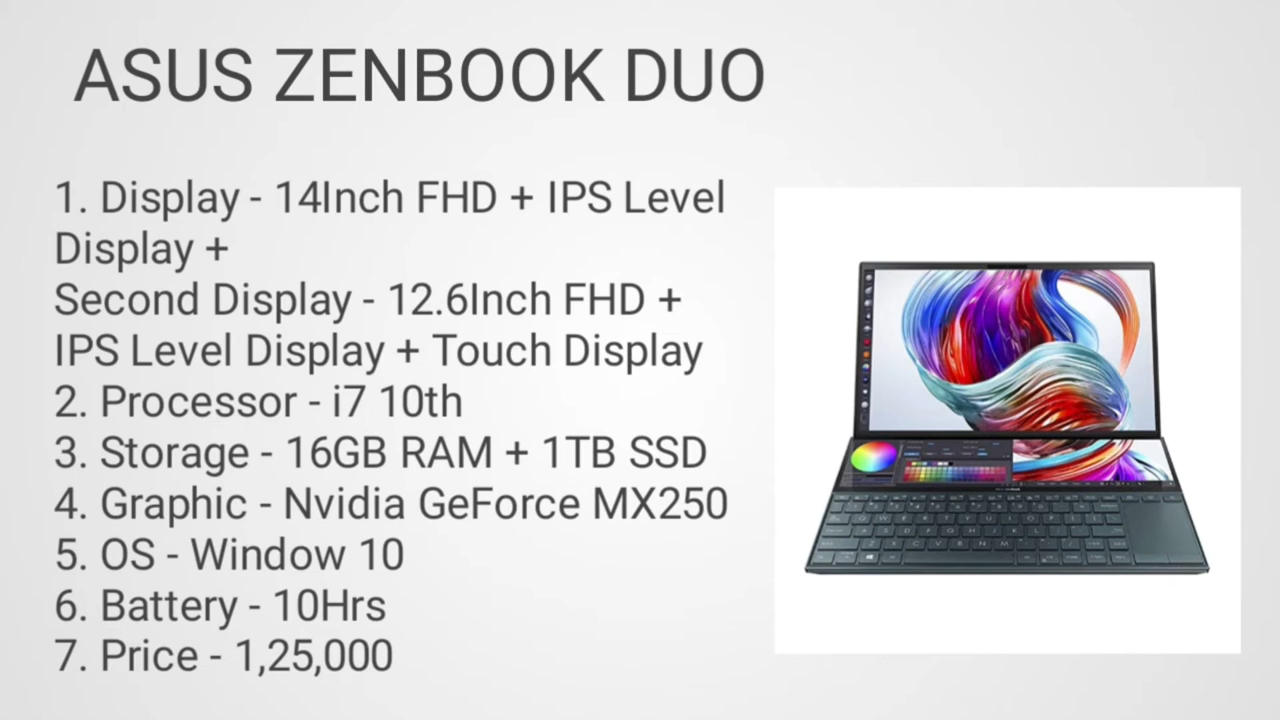 ASUS ZENBOOK DUO
1. Display - 14Inch FHD + IPS Level
Display +
Second Display - 12.6Inch FHD +
IPS Level Display + Touch Display
2. Processor - i7 10th
3. Storage - 16GB RAM + 1TB SSD
4. Graphic - Nvidia GeForce MX250
5. OS - Window 10
6. Battery - 10Hrs
7. Price - 1,25,000